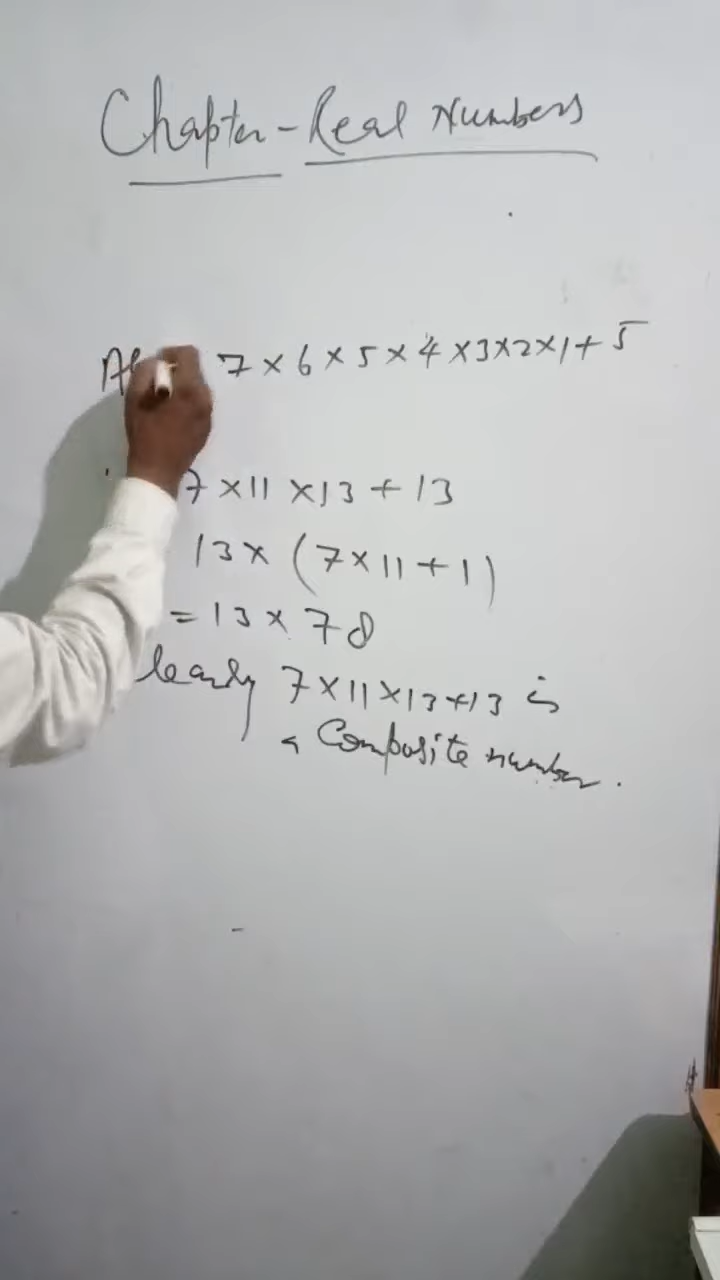 Chapter - Real Numbers
7 × 6 × 5 × 4 × 3 × 2 × 1 + 5
7 × 11 × 13 + 13
13 × (7 × 11 + 1)
= 13 × 78
learly 7 × 11 × 13 + 13 is
a Composite number.